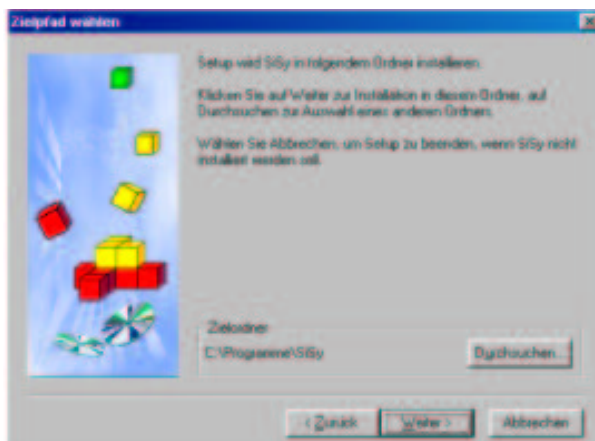 Zielpfad wählen
Setup wird SiSy in folgendem Ordner installieren.
Klicken Sie auf Weiter zur Installation in diesem Ordner, auf
Durchsuchen zur Auswahl eines anderen Ordners.
Wählen Sie Abbrechen, um Setup zu beenden, wenn SiSy nicht
installiert werden soll.
Zielordner
C:\Programme\SiSy
Durchsuchen...
< Zurück
Weiter >
Abbrechen